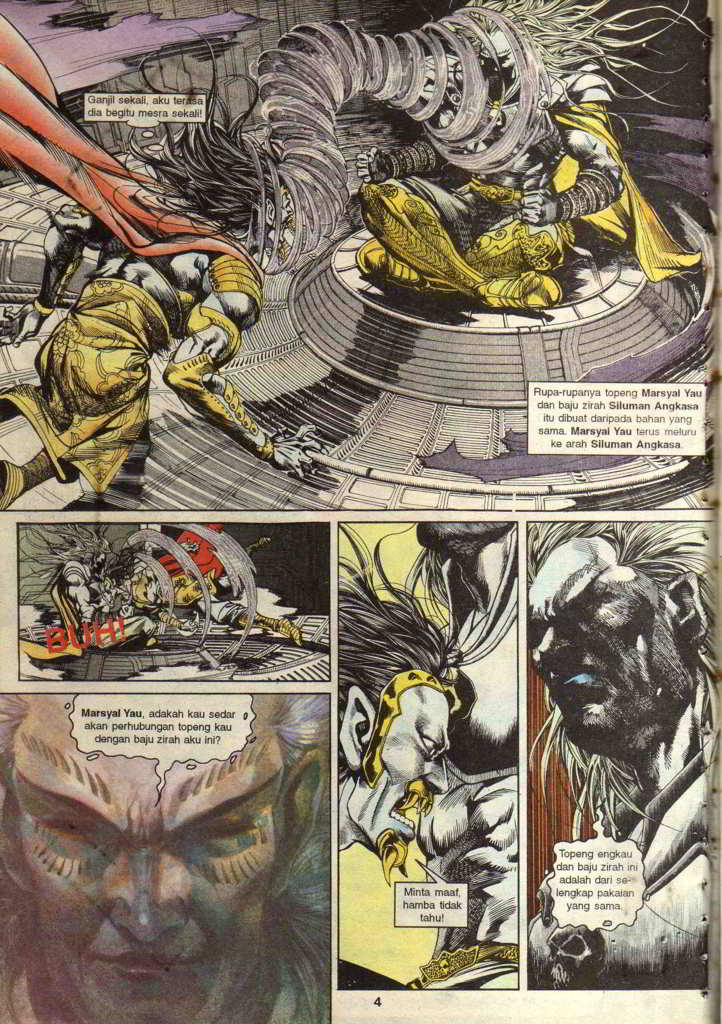 Ganjil sekali, aku terasa
dia begitu mesra sekali!
Rupa-rupanya topeng Marsyal Yau
dan baju zirah Siluman Angkasa
itu dibuat daripada bahan yang
sama. Marsyal Yau terus meluru
ke arah Siluman Angkasa.
BUH!
Marsyal Yau, adakah kau sedar
akan perhubungan topeng kau
dengan baju zirah aku ini?
Minta maaf,
hamba tidak
tahu!
Topeng engkau
dan baju zirah ini
adalah dari se-
lengkap pakaian
yang sama.
4